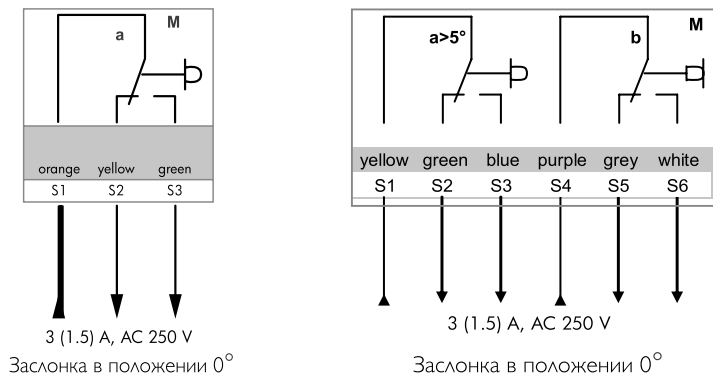 a M
orange yellow green
S1 S2 S3
3 (1.5) A, AC 250 V
Заслонка в положении 0°
a>5° b M
yellow green blue purple grey white
S1 S2 S3 S4 S5 S6
3 (1.5) A, AC 250 V
Заслонка в положении 0°